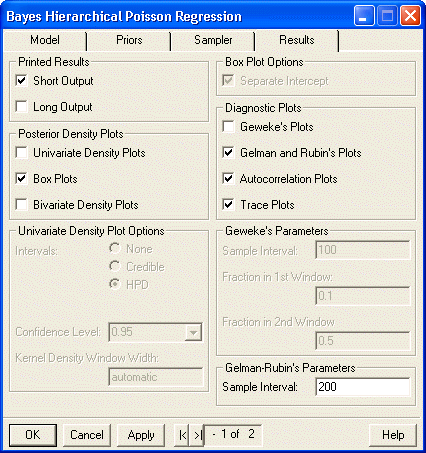 Bayes Hierarchical Poisson Regression
Model Priors Sampler Results
Printed Results
Short Output
Long Output
Posterior Density Plots
Univariate Density Plots
Box Plots
Bivariate Density Plots
Univariate Density Plot Options
Intervals:
None
Credible
HPD
Confidence Level: 0.95
Kernel Density Window Width:
automatic
Box Plot Options
Separate Intercept
Diagnostic Plots
Geweke's Plots
Gelman and Rubin's Plots
Autocorrelation Plots
Trace Plots
Geweke's Parameters
Sample Interval: 100
Fraction in 1st Window:
0.1
Fraction in 2nd Window
0.5
Gelman-Rubin's Parameters
Sample Interval: 200
OK Cancel Apply |< >| - 1 of 2 Help